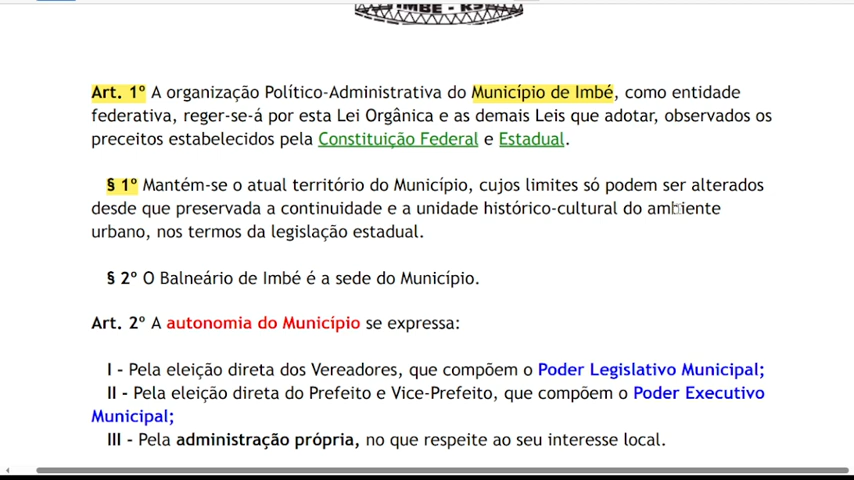 IMBÉ - RS
Art. 1º A organização Político-Administrativa do Município de Imbé, como entidade
federativa, reger-se-á por esta Lei Orgânica e as demais Leis que adotar, observados os
preceitos estabelecidos pela Constituição Federal e Estadual.
§ 1º Mantém-se o atual território do Município, cujos limites só podem ser alterados
desde que preservada a continuidade e a unidade histórico-cultural do ambiente
urbano, nos termos da legislação estadual.
§ 2º O Balneário de Imbé é a sede do Município.
Art. 2º A autonomia do Município se expressa:
I - Pela eleição direta dos Vereadores, que compõem o Poder Legislativo Municipal;
II - Pela eleição direta do Prefeito e Vice-Prefeito, que compõem o Poder Executivo
Municipal;
III - Pela administração própria, no que respeite ao seu interesse local.